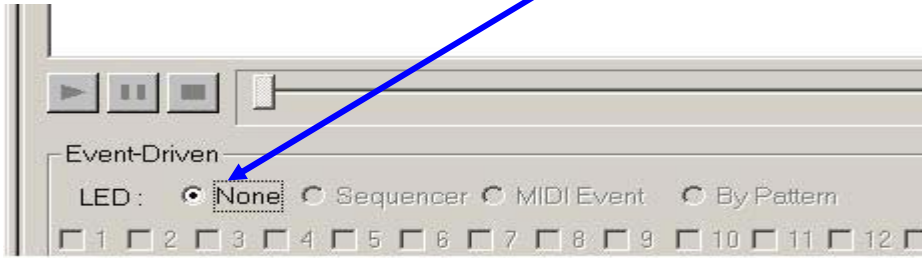 Event-Driven
LED : None Sequencer MIDI Event By Pattern
1 2 3 4 5 6 7 8 9 10 11 12